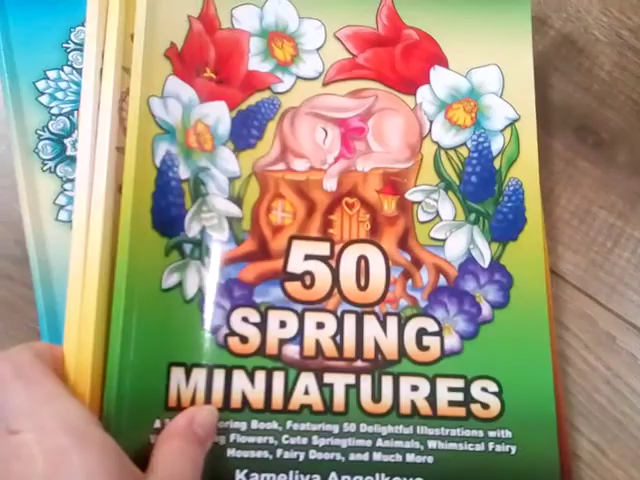 50
SPRING
MINIATURES
A Coloring Book, Featuring 50 Delightful Illustrations with
Flowers, Cute Springtime Animals, Whimsical Fairy
Houses, Fairy Doors, and Much More
Kameliya Angelkova